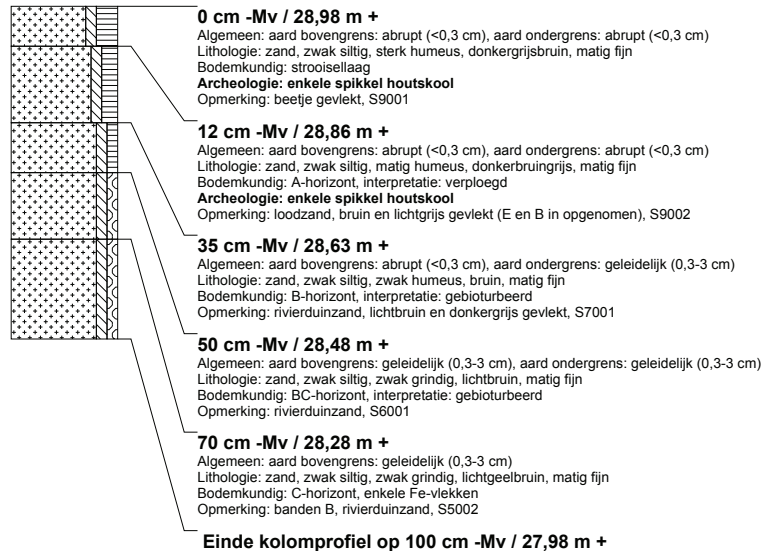 0 cm -Mv / 28,98 m +
Algemeen: aard bovengrens: abrupt (<0,3 cm), aard ondergrens: abrupt (<0,3 cm)
Lithologie: zand, zwak siltig, sterk humeus, donkergrijsbruin, matig fijn
Bodemkundig: strooisellaag
Archeologie: enkele spikkel houtskool
Opmerking: beetje gevlekt, S9001
12 cm -Mv / 28,86 m +
Algemeen: aard bovengrens: abrupt (<0,3 cm), aard ondergrens: abrupt (<0,3 cm)
Lithologie: zand, zwak siltig, matig humeus, donkerbruingrijs, matig fijn
Bodemkundig: A-horizont, interpretatie: verploegd
Archeologie: enkele spikkel houtskool
Opmerking: loodzand, bruin en lichtgrijs gevlekt (E en B in opgenomen), S9002
35 cm -Mv / 28,63 m +
Algemeen: aard bovengrens: abrupt (<0,3 cm), aard ondergrens: geleidelijk (0,3-3 cm)
Lithologie: zand, zwak siltig, zwak humeus, bruin, matig fijn
Bodemkundig: B-horizont, interpretatie: gebioturbeerd
Opmerking: rivierduinzand, lichtbruin en donkergrijs gevlekt, S7001
50 cm -Mv / 28,48 m +
Algemeen: aard bovengrens: geleidelijk (0,3-3 cm), aard ondergrens: geleidelijk (0,3-3 cm)
Lithologie: zand, zwak siltig, zwak grindig, lichtbruin, matig fijn
Bodemkundig: BC-horizont, interpretatie: gebioturbeerd
Opmerking: rivierduinzand, S6001
70 cm -Mv / 28,28 m +
Algemeen: aard bovengrens: geleidelijk (0,3-3 cm)
Lithologie: zand, zwak siltig, zwak grindig, lichtgeelbruin, matig fijn
Bodemkundig: C-horizont, enkele Fe-vlekken
Opmerking: banden B, rivierduinzand, S5002
Einde kolomprofiel op 100 cm -Mv / 27,98 m +